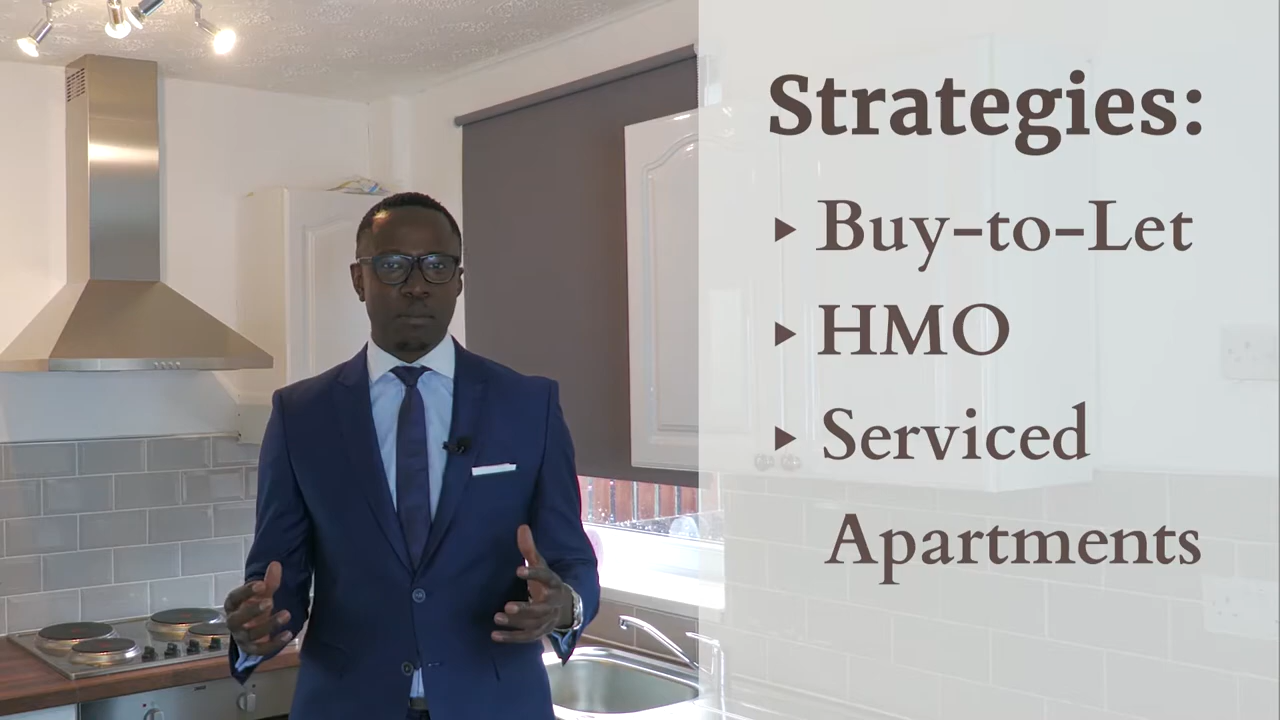 Strategies:
▸ Buy-to-Let
▸ HMO
▸ Serviced
Apartments